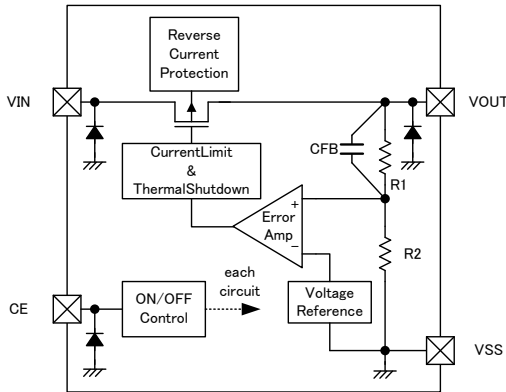 Reverse
Current
Protection
VIN
VOUT
CFB
R1
CurrentLimit
&
ThermalShutdown
+
Error
Amp
−
R2
each
circuit
CE
ON/OFF
Control
Voltage
Reference
VSS